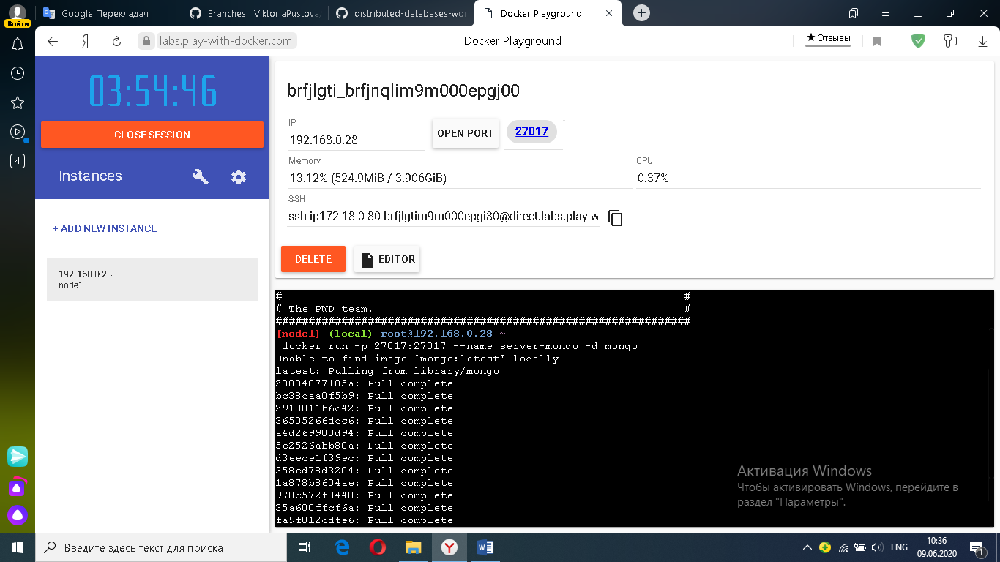 Войти
Google Перекладач
Branches · ViktoriaPustova
distributed-databases-wor
Docker Playground
labs.play-with-docker.com
Docker Playground
★ Отзывы
4
03:54:46
CLOSE SESSION
Instances
+ ADD NEW INSTANCE
192.168.0.28
node1
brfjlgti_brfjnqlim9m000epgj00
IP
192.168.0.28
OPEN PORT
27017
Memory
13.12% (524.9MiB / 3.906GiB)
CPU
0.37%
SSH
ssh ip172-18-0-80-brfjlgtim9m000epgi80@direct.labs.play-w
DELETE
EDITOR
# #
# The PWD team. #
###############################################################
[node1] (local) root@192.168.0.28 ~
docker run -p 27017:27017 --name server-mongo -d mongo
Unable to find image 'mongo:latest' locally
latest: Pulling from library/mongo
23884877105a: Pull complete
bc38caa0f5b9: Pull complete
2910811b6c42: Pull complete
36505266dcc6: Pull complete
a4d269900d94: Pull complete
5e2526abb80a: Pull complete
d3eece1f39ec: Pull complete
358ed78d3204: Pull complete
1a878b8604ae: Pull complete
978c572f0440: Pull complete
35a600ffcf6a: Pull complete
fa9f812cdfe6: Pull complete
Активация Windows
Чтобы активировать Windows, перейдите в
раздел "Параметры".
Введите здесь текст для поиска
ENG
10:36
09.06.2020
1